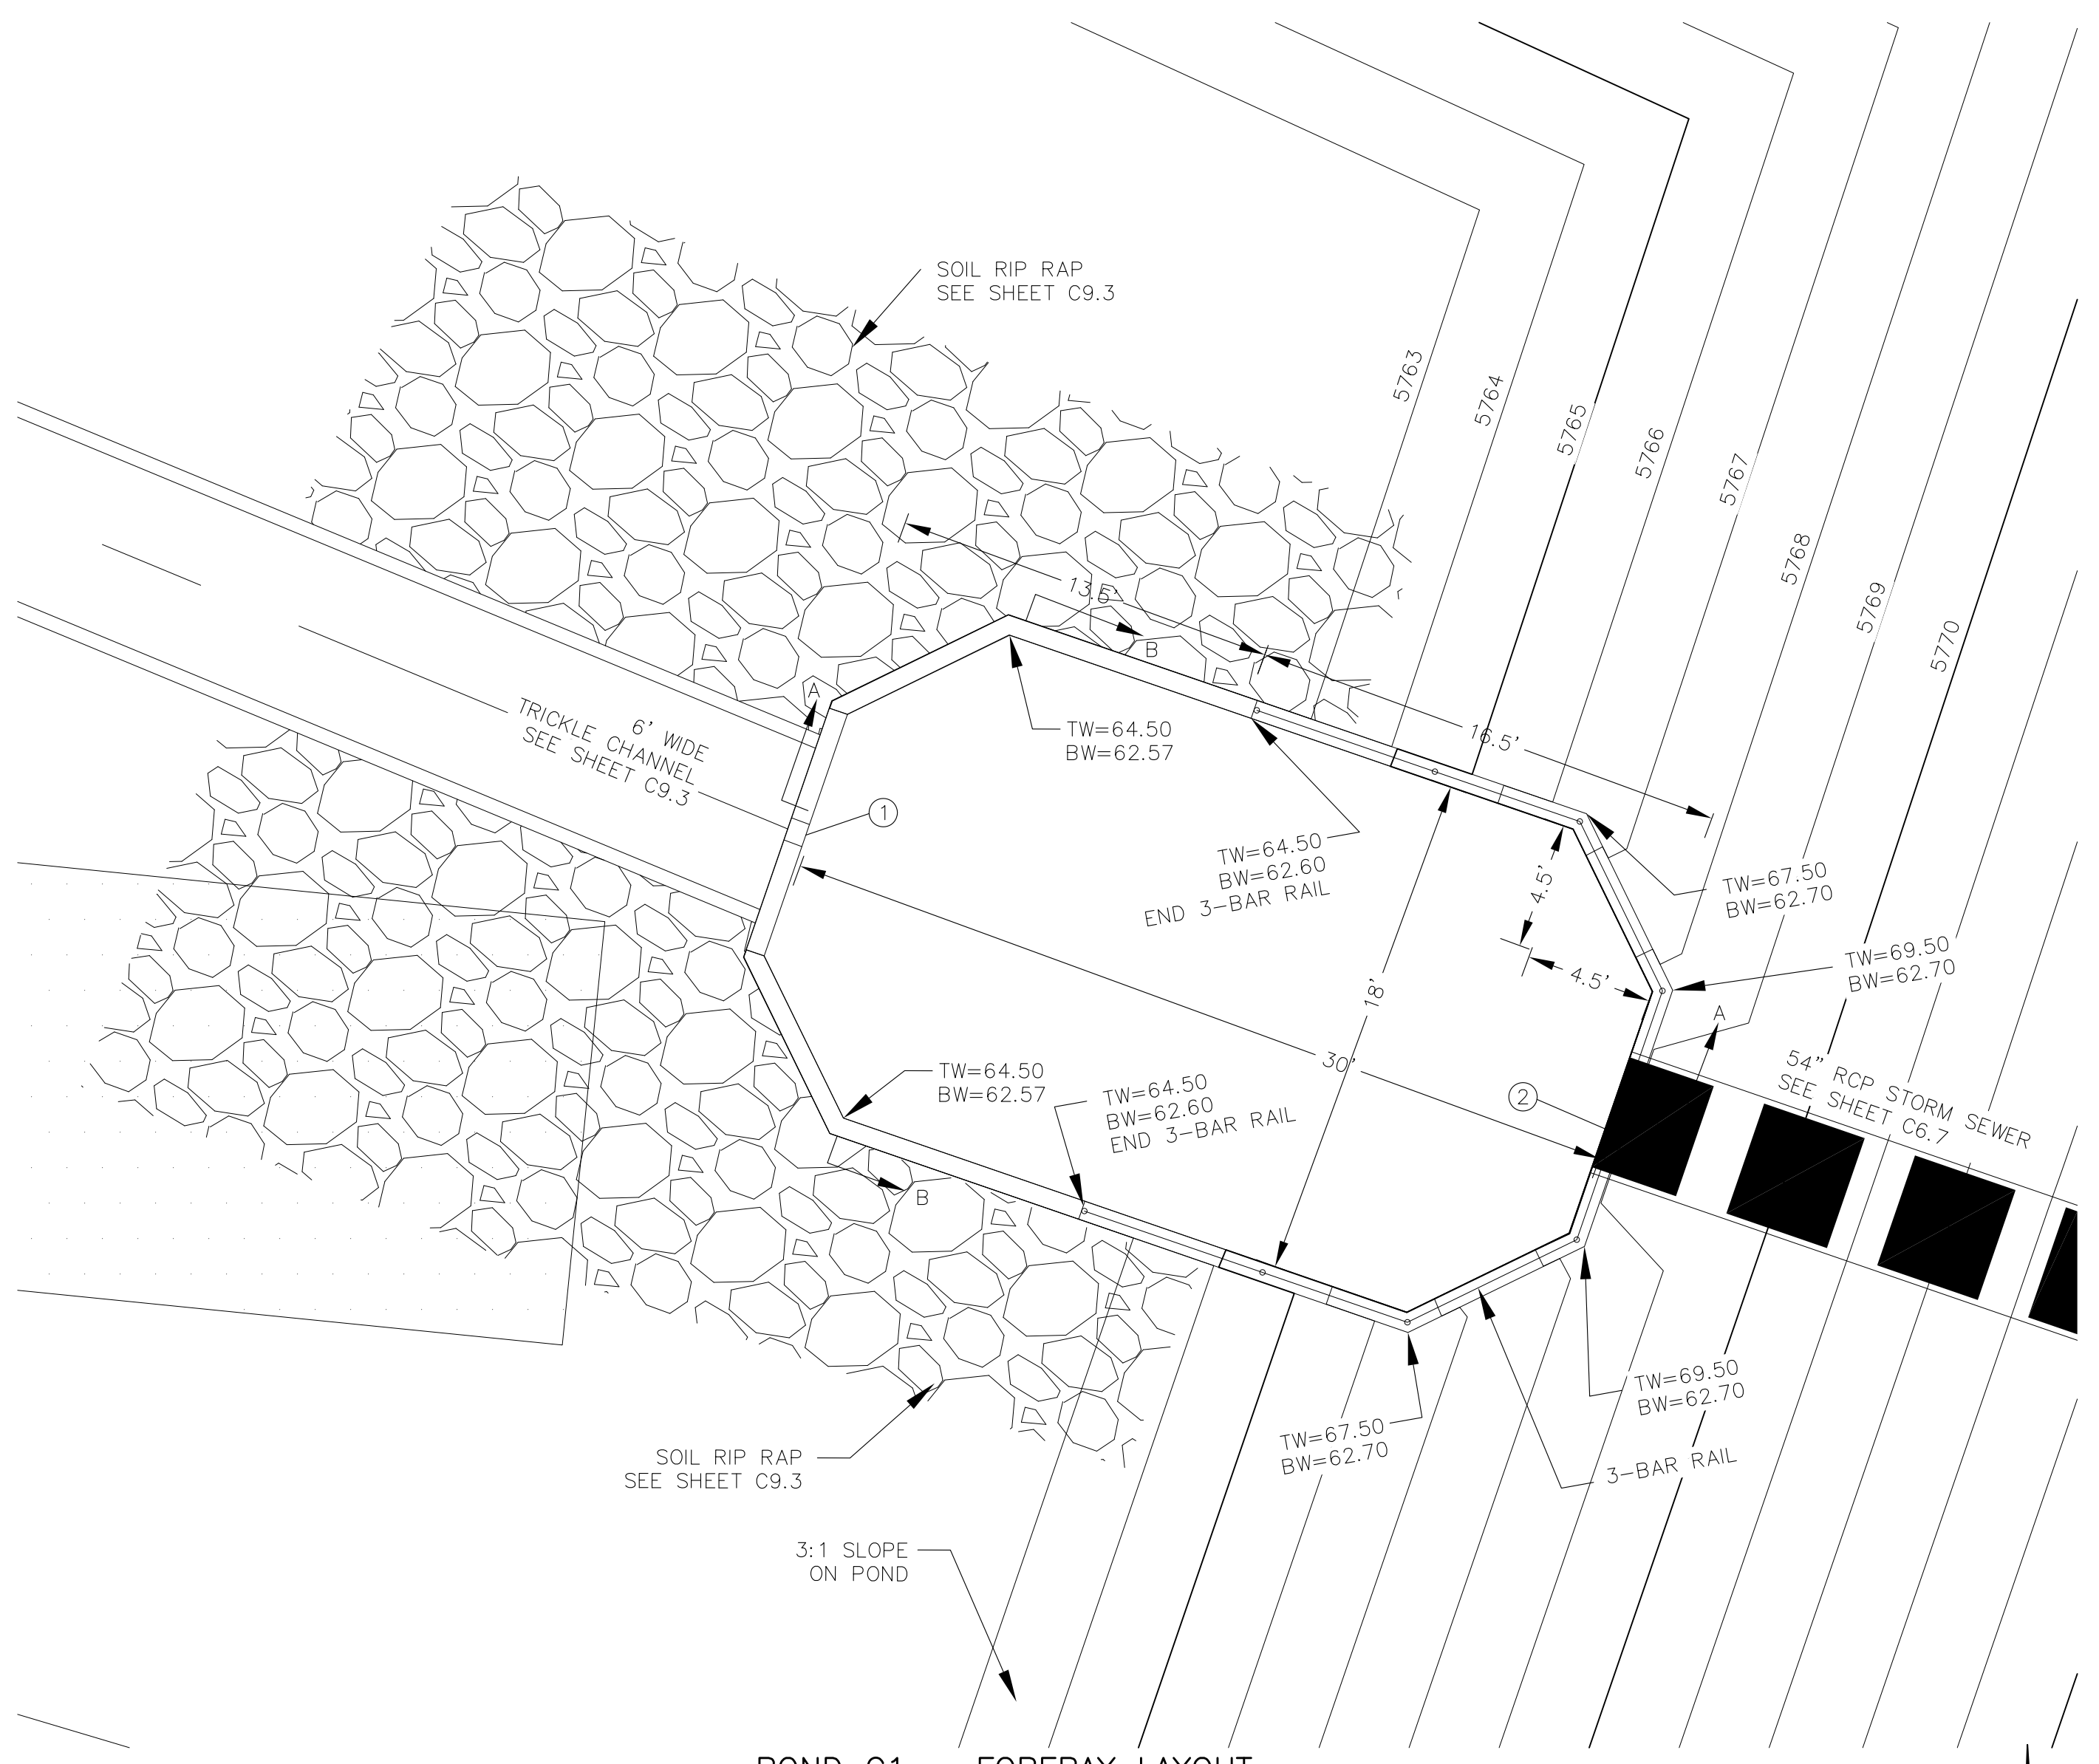 SOIL RIP RAP
SEE SHEET C9.3
5763
5764
5765
5766
5767
5768
5769
5770
13.5'
B
A
16.5'
TW=64.50
BW=62.57
6' WIDE
TRICKLE CHANNEL
SEE SHEET C9.3
1
TW=64.50
BW=62.60
END 3-BAR RAIL
4.5'
TW=67.50
BW=62.70
TW=69.50
BW=62.70
4.5'
18'
A
30'
54" RCP STORM SEWER
SEE SHEET C6.7
2
TW=64.50
BW=62.57
TW=64.50
BW=62.60
END 3-BAR RAIL
B
TW=69.50
BW=62.70
TW=67.50
BW=62.70
3-BAR RAIL
SOIL RIP RAP
SEE SHEET C9.3
3:1 SLOPE
ON POND